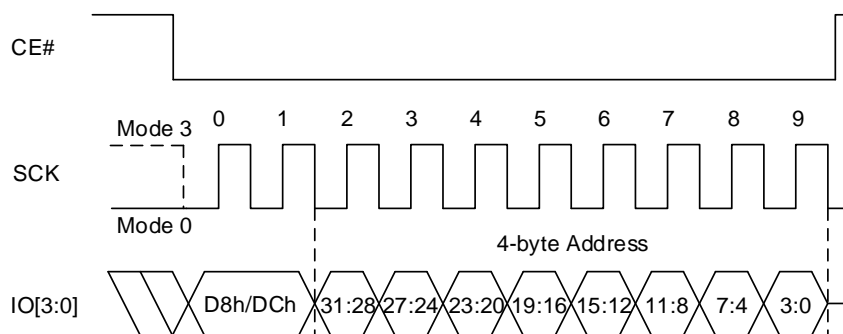 CE#
0 1 2 3 4 5 6 7 8 9
Mode 3
SCK
Mode 0
4-byte Address
IO[3:0]
D8h/DCh 31:28 27:24 23:20 19:16 15:12 11:8 7:4 3:0